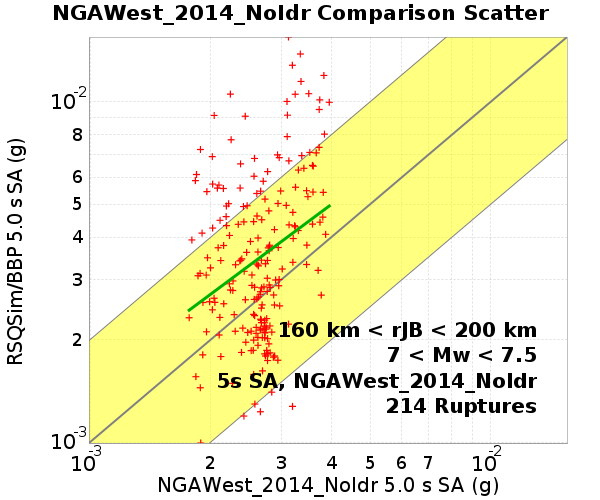 NGAWest_2014_NoIdr Comparison Scatter
10-2
8
6
5
4
3
2
10-3
RSQSim/BBP 5.0 s SA (g)
160 km < rJB < 200 km
7 < Mw < 7.5
5s SA, NGAWest_2014_NoIdr
214 Ruptures
10-3 2 3 4 5 6 7 10-2
NGAWest_2014_NoIdr 5.0 s SA (g)